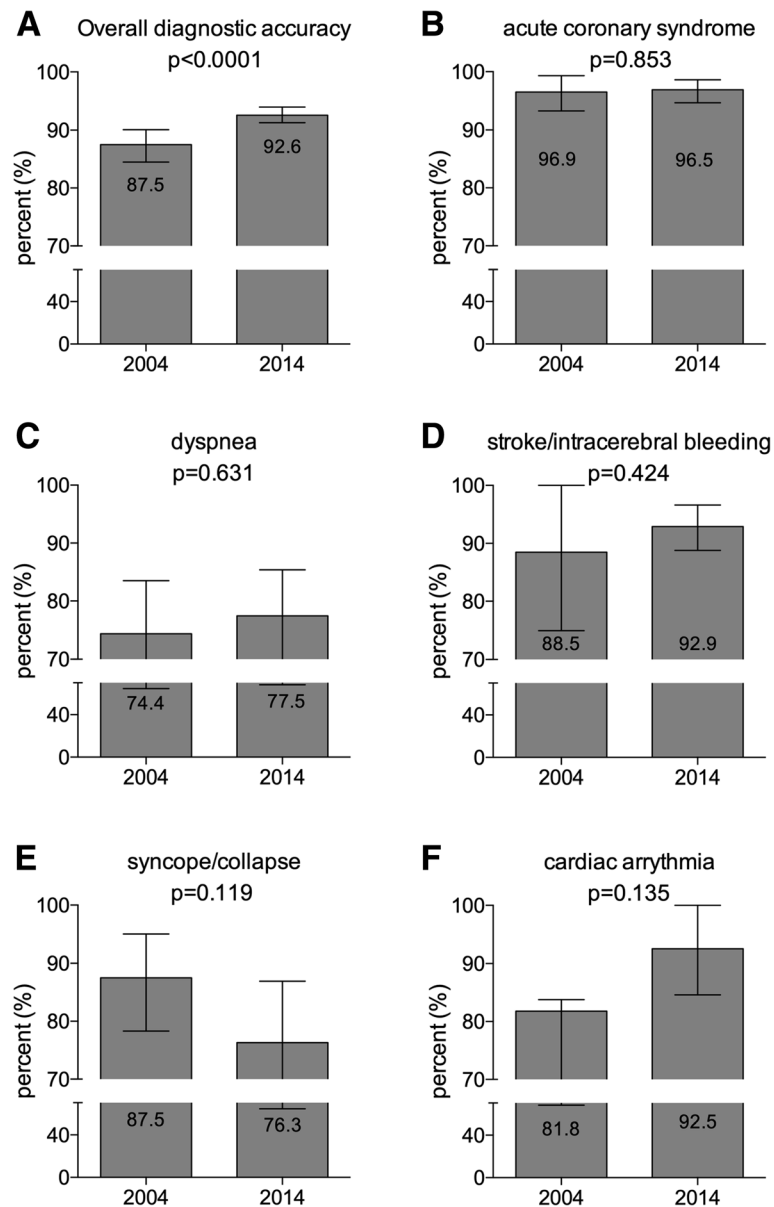 A
Overall diagnostic accuracy
p<0.0001
percent (%)
100
90
80
70
40
0
87.5
92.6
2004
2014
B
acute coronary syndrome
p=0.853
percent (%)
100
90
80
70
40
0
96.9
96.5
2004
2014
C
dyspnea
p=0.631
percent (%)
100
90
80
70
40
0
74.4
77.5
2004
2014
D
stroke/intracerebral bleeding
p=0.424
percent (%)
100
90
80
70
40
0
88.5
92.9
2004
2014
E
syncope/collapse
p=0.119
percent (%)
100
90
80
70
40
0
87.5
76.3
2004
2014
F
cardiac arrythmia
p=0.135
percent (%)
100
90
80
70
40
0
81.8
92.5
2004
2014